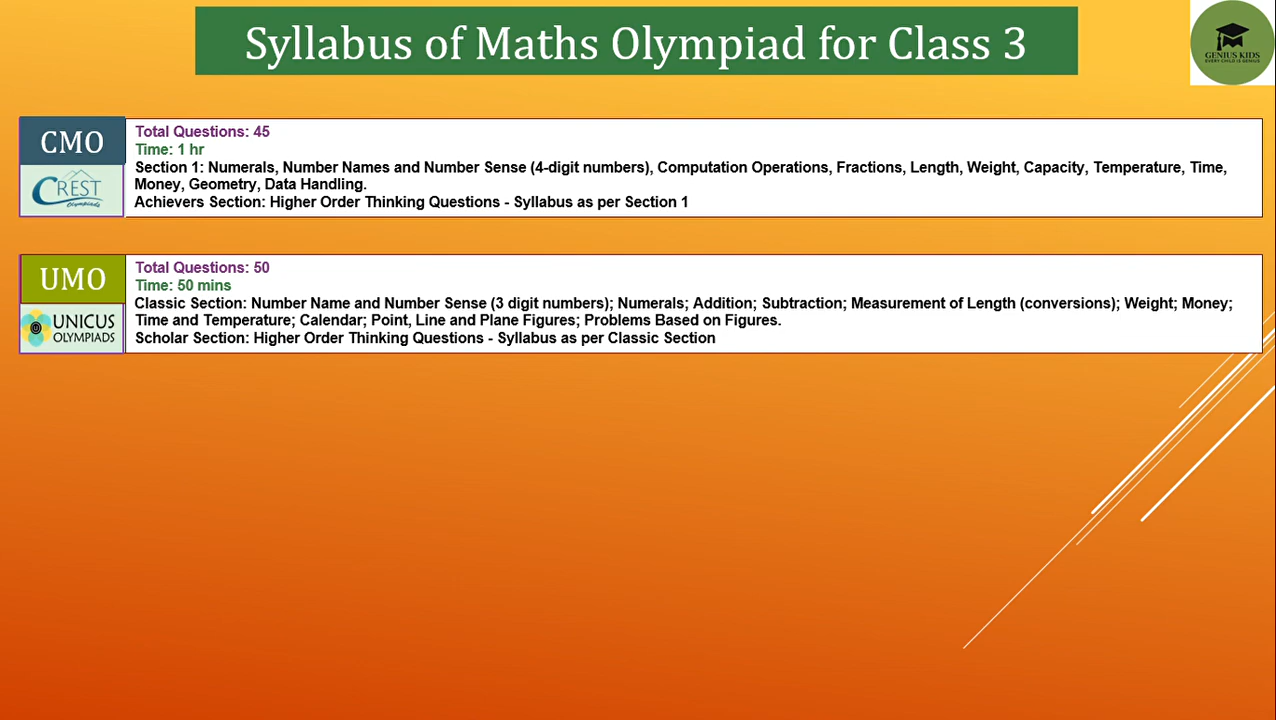 Syllabus of Maths Olympiad for Class 3
GENIUS KIDS
EVERY CHILD IS GENIUS
CMO
CREST
Olympiads
Total Questions: 45
Time: 1 hr
Section 1: Numerals, Number Names and Number Sense (4-digit numbers), Computation Operations, Fractions, Length, Weight, Capacity, Temperature, Time,
Money, Geometry, Data Handling.
Achievers Section: Higher Order Thinking Questions - Syllabus as per Section 1
UMO
UNICUS
OLYMPIADS
Total Questions: 50
Time: 50 mins
Classic Section: Number Name and Number Sense (3 digit numbers); Numerals; Addition; Subtraction; Measurement of Length (conversions); Weight; Money;
Time and Temperature; Calendar; Point, Line and Plane Figures; Problems Based on Figures.
Scholar Section: Higher Order Thinking Questions - Syllabus as per Classic Section